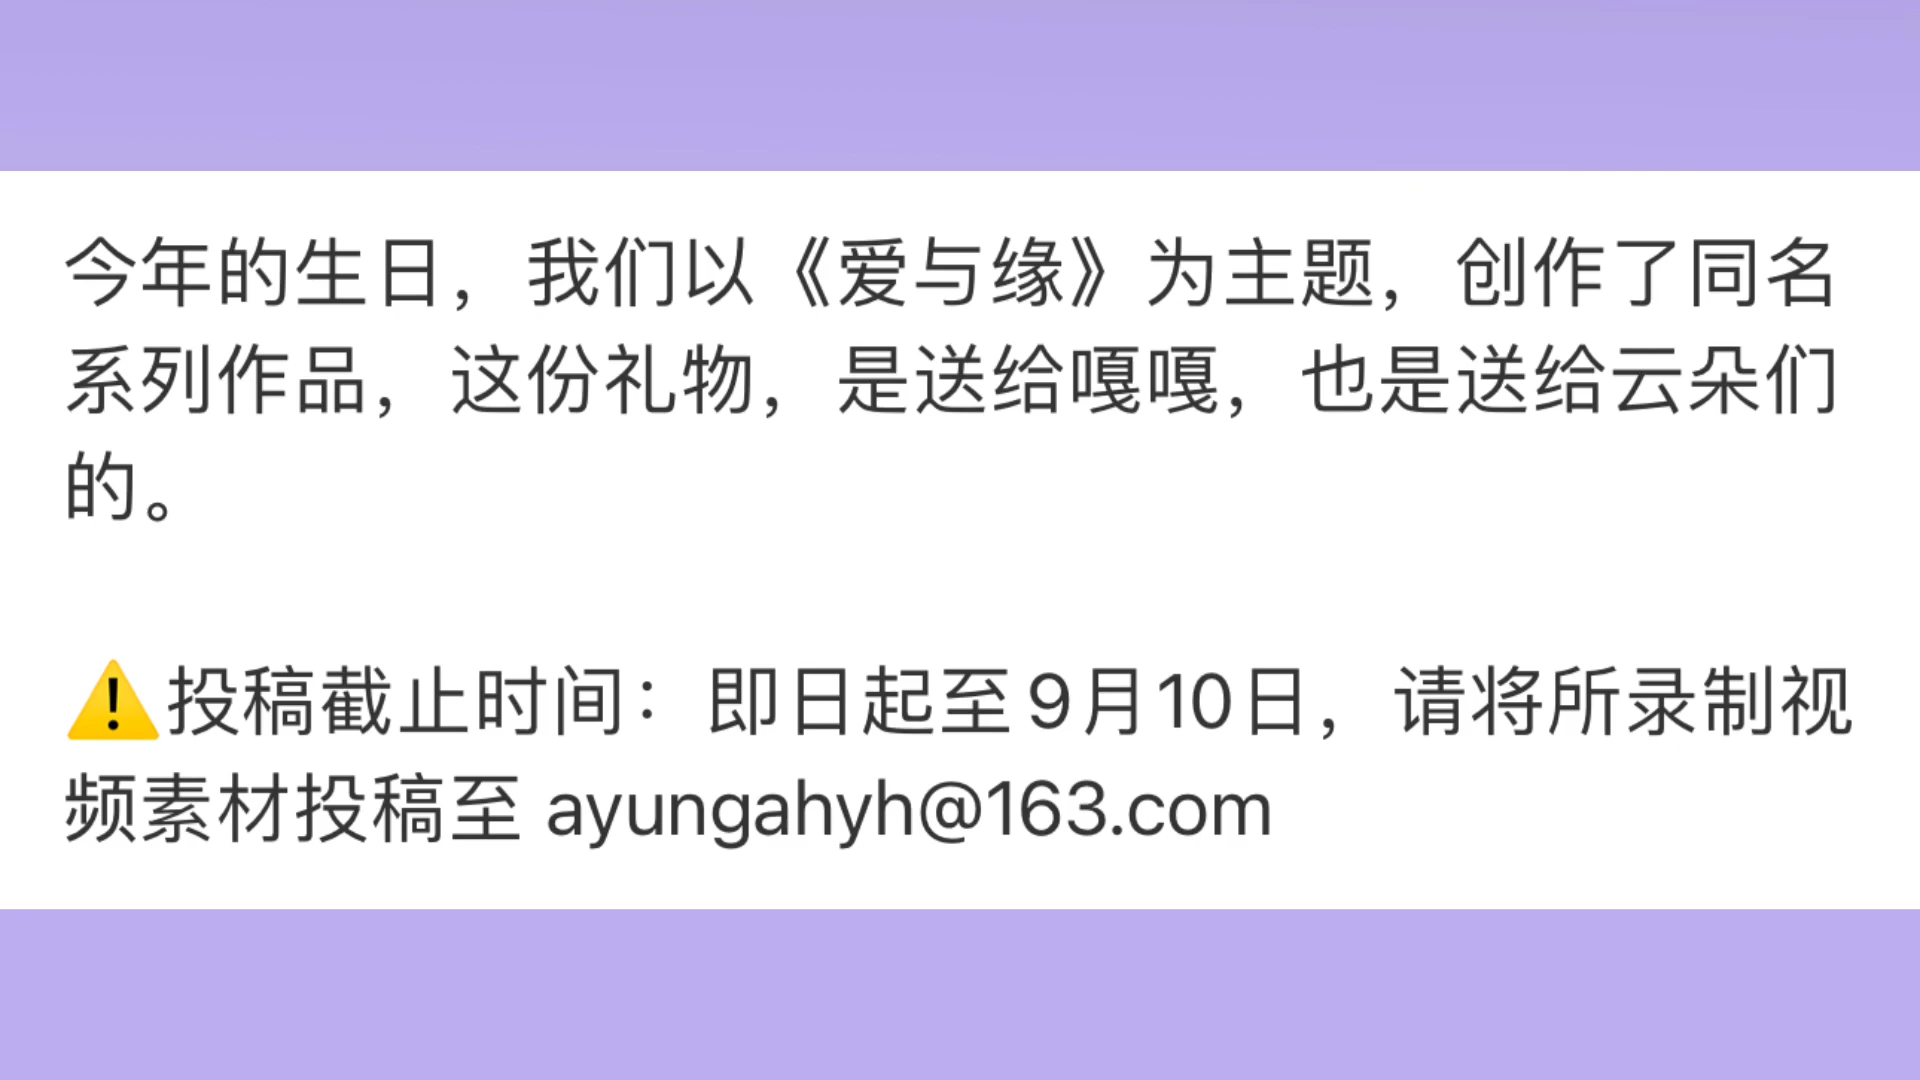 今年的生日，我们以《爱与缘》为主题，创作了同名
系列作品，这份礼物，是送给嘎嘎，也是送给云朵们
的。
⚠️投稿截止时间：即日起至9月10日，请将所录制视
频素材投稿至 ayungahyh@163.com